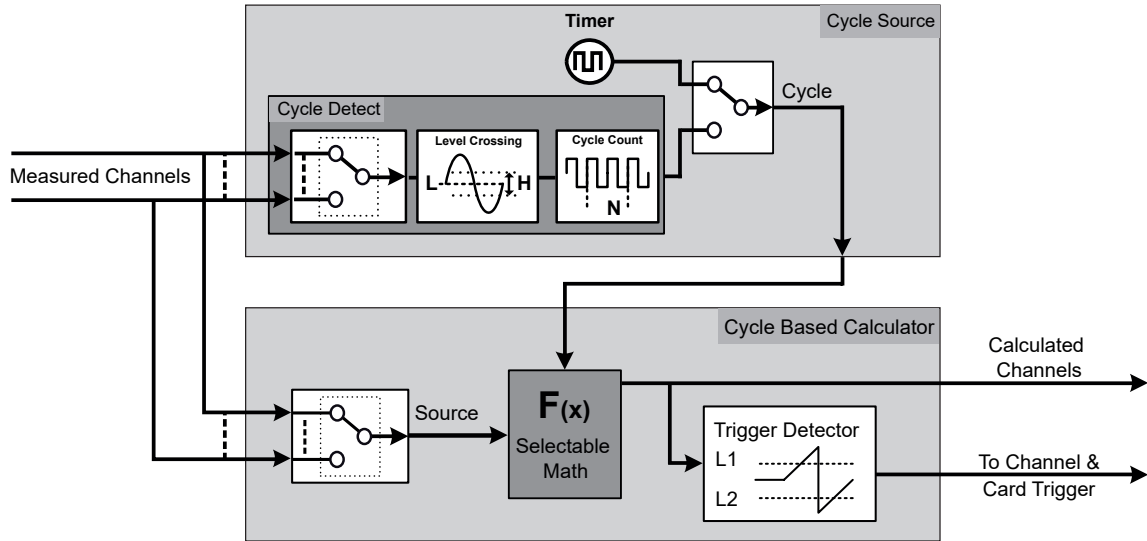 Timer
Cycle Source
Cycle
Cycle Detect
Level Crossing
L
H
Cycle Count
N
Measured Channels
Cycle Based Calculator
Source
F(x)
Selectable
Math
Trigger Detector
L1
L2
Calculated
Channels
To Channel &
Card Trigger